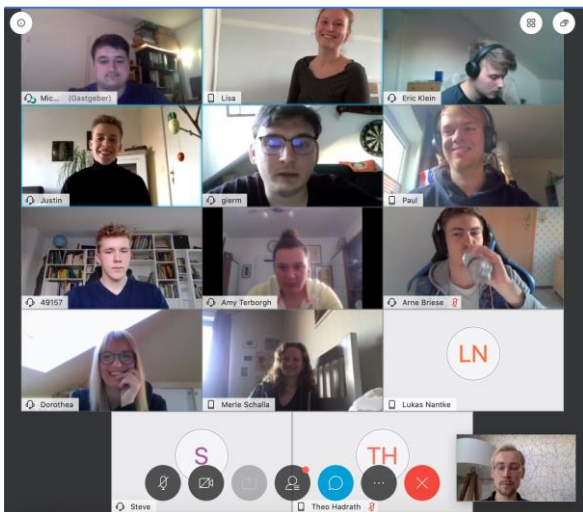 Mic... (Gastgeber)
Lisa
Eric Klein
Justin
gierm
Paul
49157
Amy Terborgh
Arne Briese
Dorothea
Merle Schalla
LN
Lukas Nantke
S
Steve
TH
Theo Hadrath